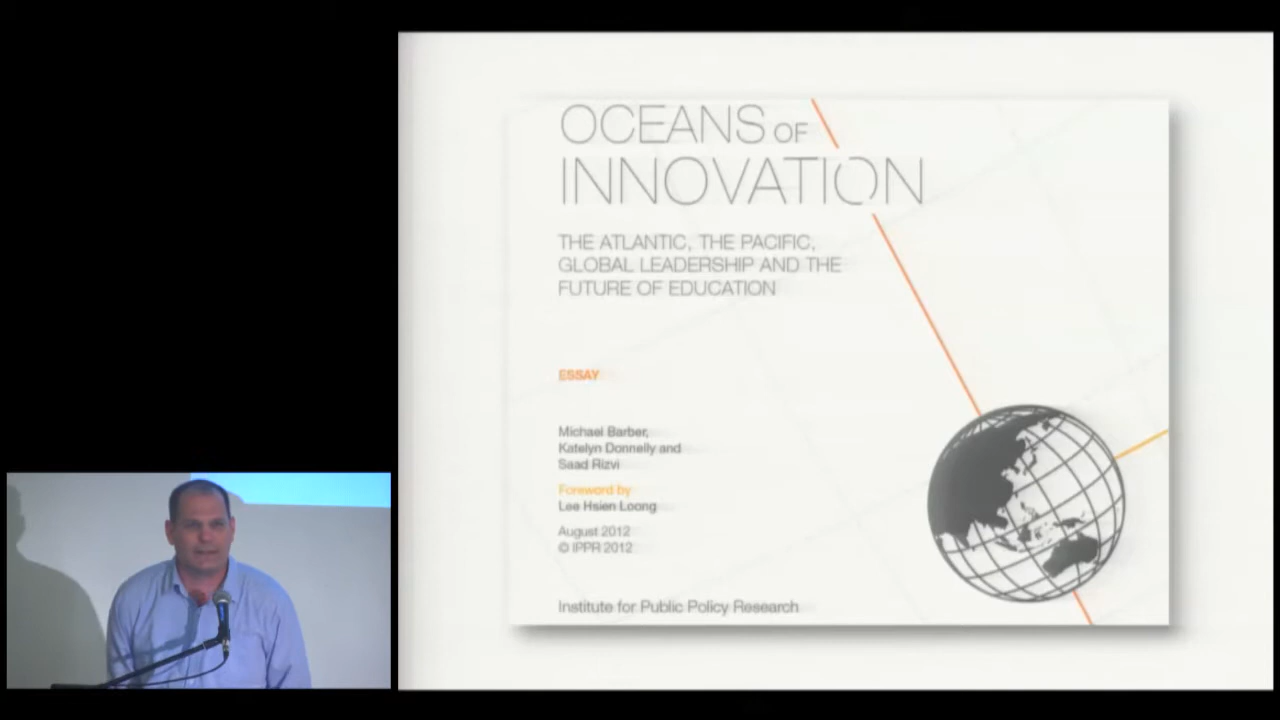 OCEANS OF
INNOVATION
THE ATLANTIC, THE PACIFIC,
GLOBAL LEADERSHIP AND THE
FUTURE OF EDUCATION
ESSAY
Michael Barber,
Katelyn Donnelly and
Saad Rizvi
Foreword by
Lee Hsien Loong
August 2012
© IPPR 2012
Institute for Public Policy Research